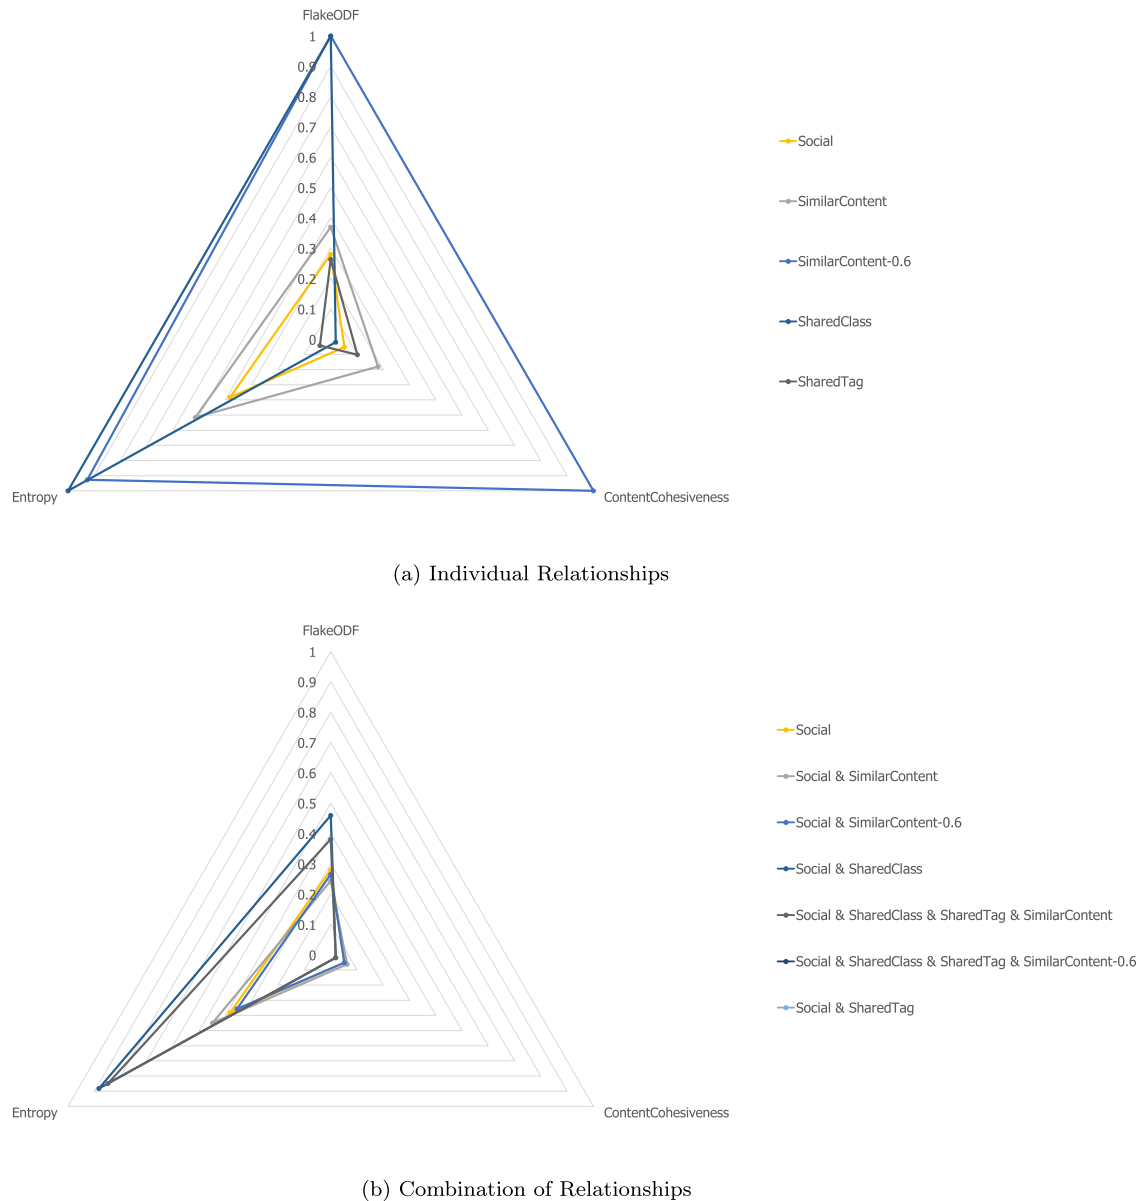 FlakeODF
1
0.9
0.8
0.7
0.6
0.5
0.4
0.3
0.2
0.1
0
Entropy
ContentCohesiveness
Social
SimilarContent
SimilarContent-0.6
SharedClass
SharedTag
(a) Individual Relationships
FlakeODF
1
0.9
0.8
0.7
0.6
0.5
0.4
0.3
0.2
0.1
0
Entropy
ContentCohesiveness
Social
Social & SimilarContent
Social & SimilarContent-0.6
Social & SharedClass
Social & SharedClass & SharedTag & SimilarContent
Social & SharedClass & SharedTag & SimilarContent-0.6
Social & SharedTag
(b) Combination of Relationships